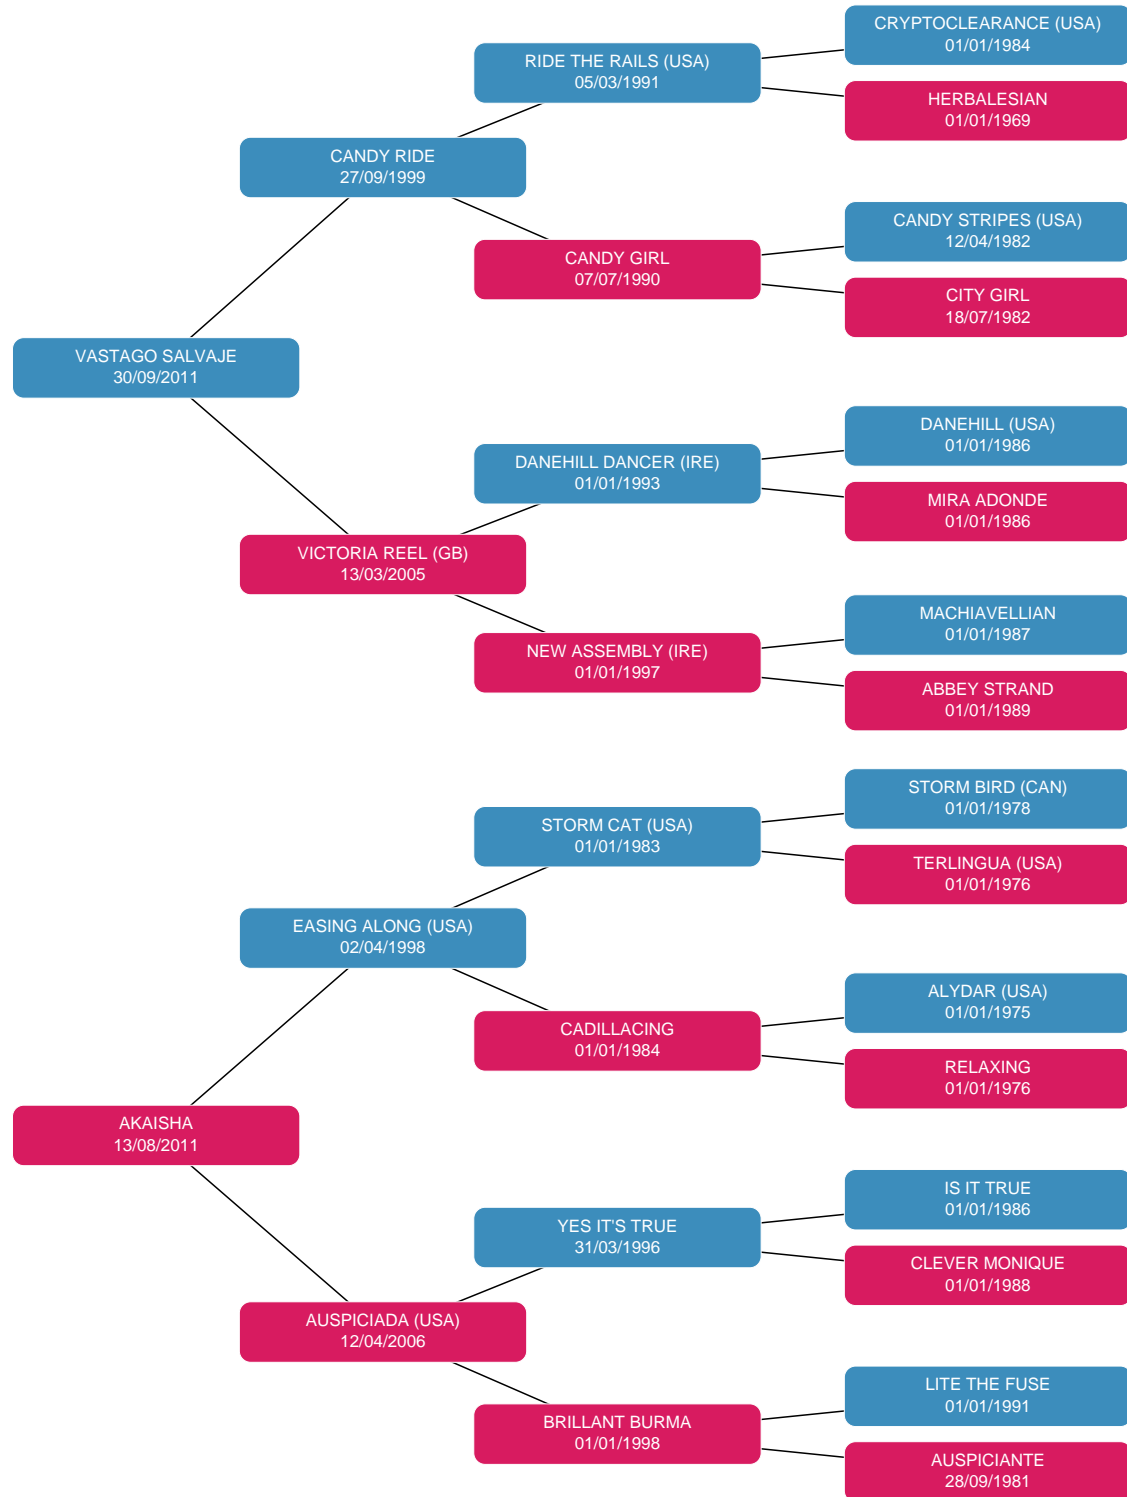 CRYPTOCLEARANCE (USA)
01/01/1984
RIDE THE RAILS (USA)
05/03/1991
HERBALESIAN
01/01/1969
CANDY RIDE
27/09/1999
CANDY STRIPES (USA)
12/04/1982
CANDY GIRL
07/07/1990
CITY GIRL
18/07/1982
VASTAGO SALVAJE
30/09/2011
DANEHILL (USA)
01/01/1986
DANEHILL DANCER (IRE)
01/01/1993
MIRA ADONDE
01/01/1986
VICTORIA REEL (GB)
13/03/2005
MACHIAVELLIAN
01/01/1987
NEW ASSEMBLY (IRE)
01/01/1997
ABBEY STRAND
01/01/1989
STORM BIRD (CAN)
01/01/1978
STORM CAT (USA)
01/01/1983
TERLINGUA (USA)
01/01/1976
EASING ALONG (USA)
02/04/1998
ALYDAR (USA)
01/01/1975
CADILLACING
01/01/1984
RELAXING
01/01/1976
AKAISHA
13/08/2011
IS IT TRUE
01/01/1986
YES IT'S TRUE
31/03/1996
CLEVER MONIQUE
01/01/1988
AUSPICIADA (USA)
12/04/2006
LITE THE FUSE
01/01/1991
BRILLANT BURMA
01/01/1998
AUSPICIANTE
28/09/1981